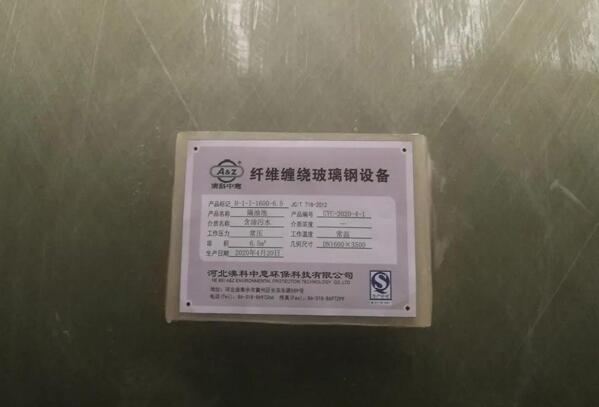 A&Z
澳科中意
纤维缠绕玻璃钢设备
产品标记 H-1-1-1600-6.5 JC/T 718-2012
产品名称 隔油池 产品编号 CYC-2020-4-1
介质名称 含油污水 介质浓度 —
工作压力 常压 工作温度 常温
容 积 6.5m³ 几何尺寸 DN1600×3500
生产日期 2020年4月20日
河北澳科中意环保科技有限公司
HE BEI A&Z ENVIRONMENTAL PROTECTION TECHNOLOGY CO.,LTD